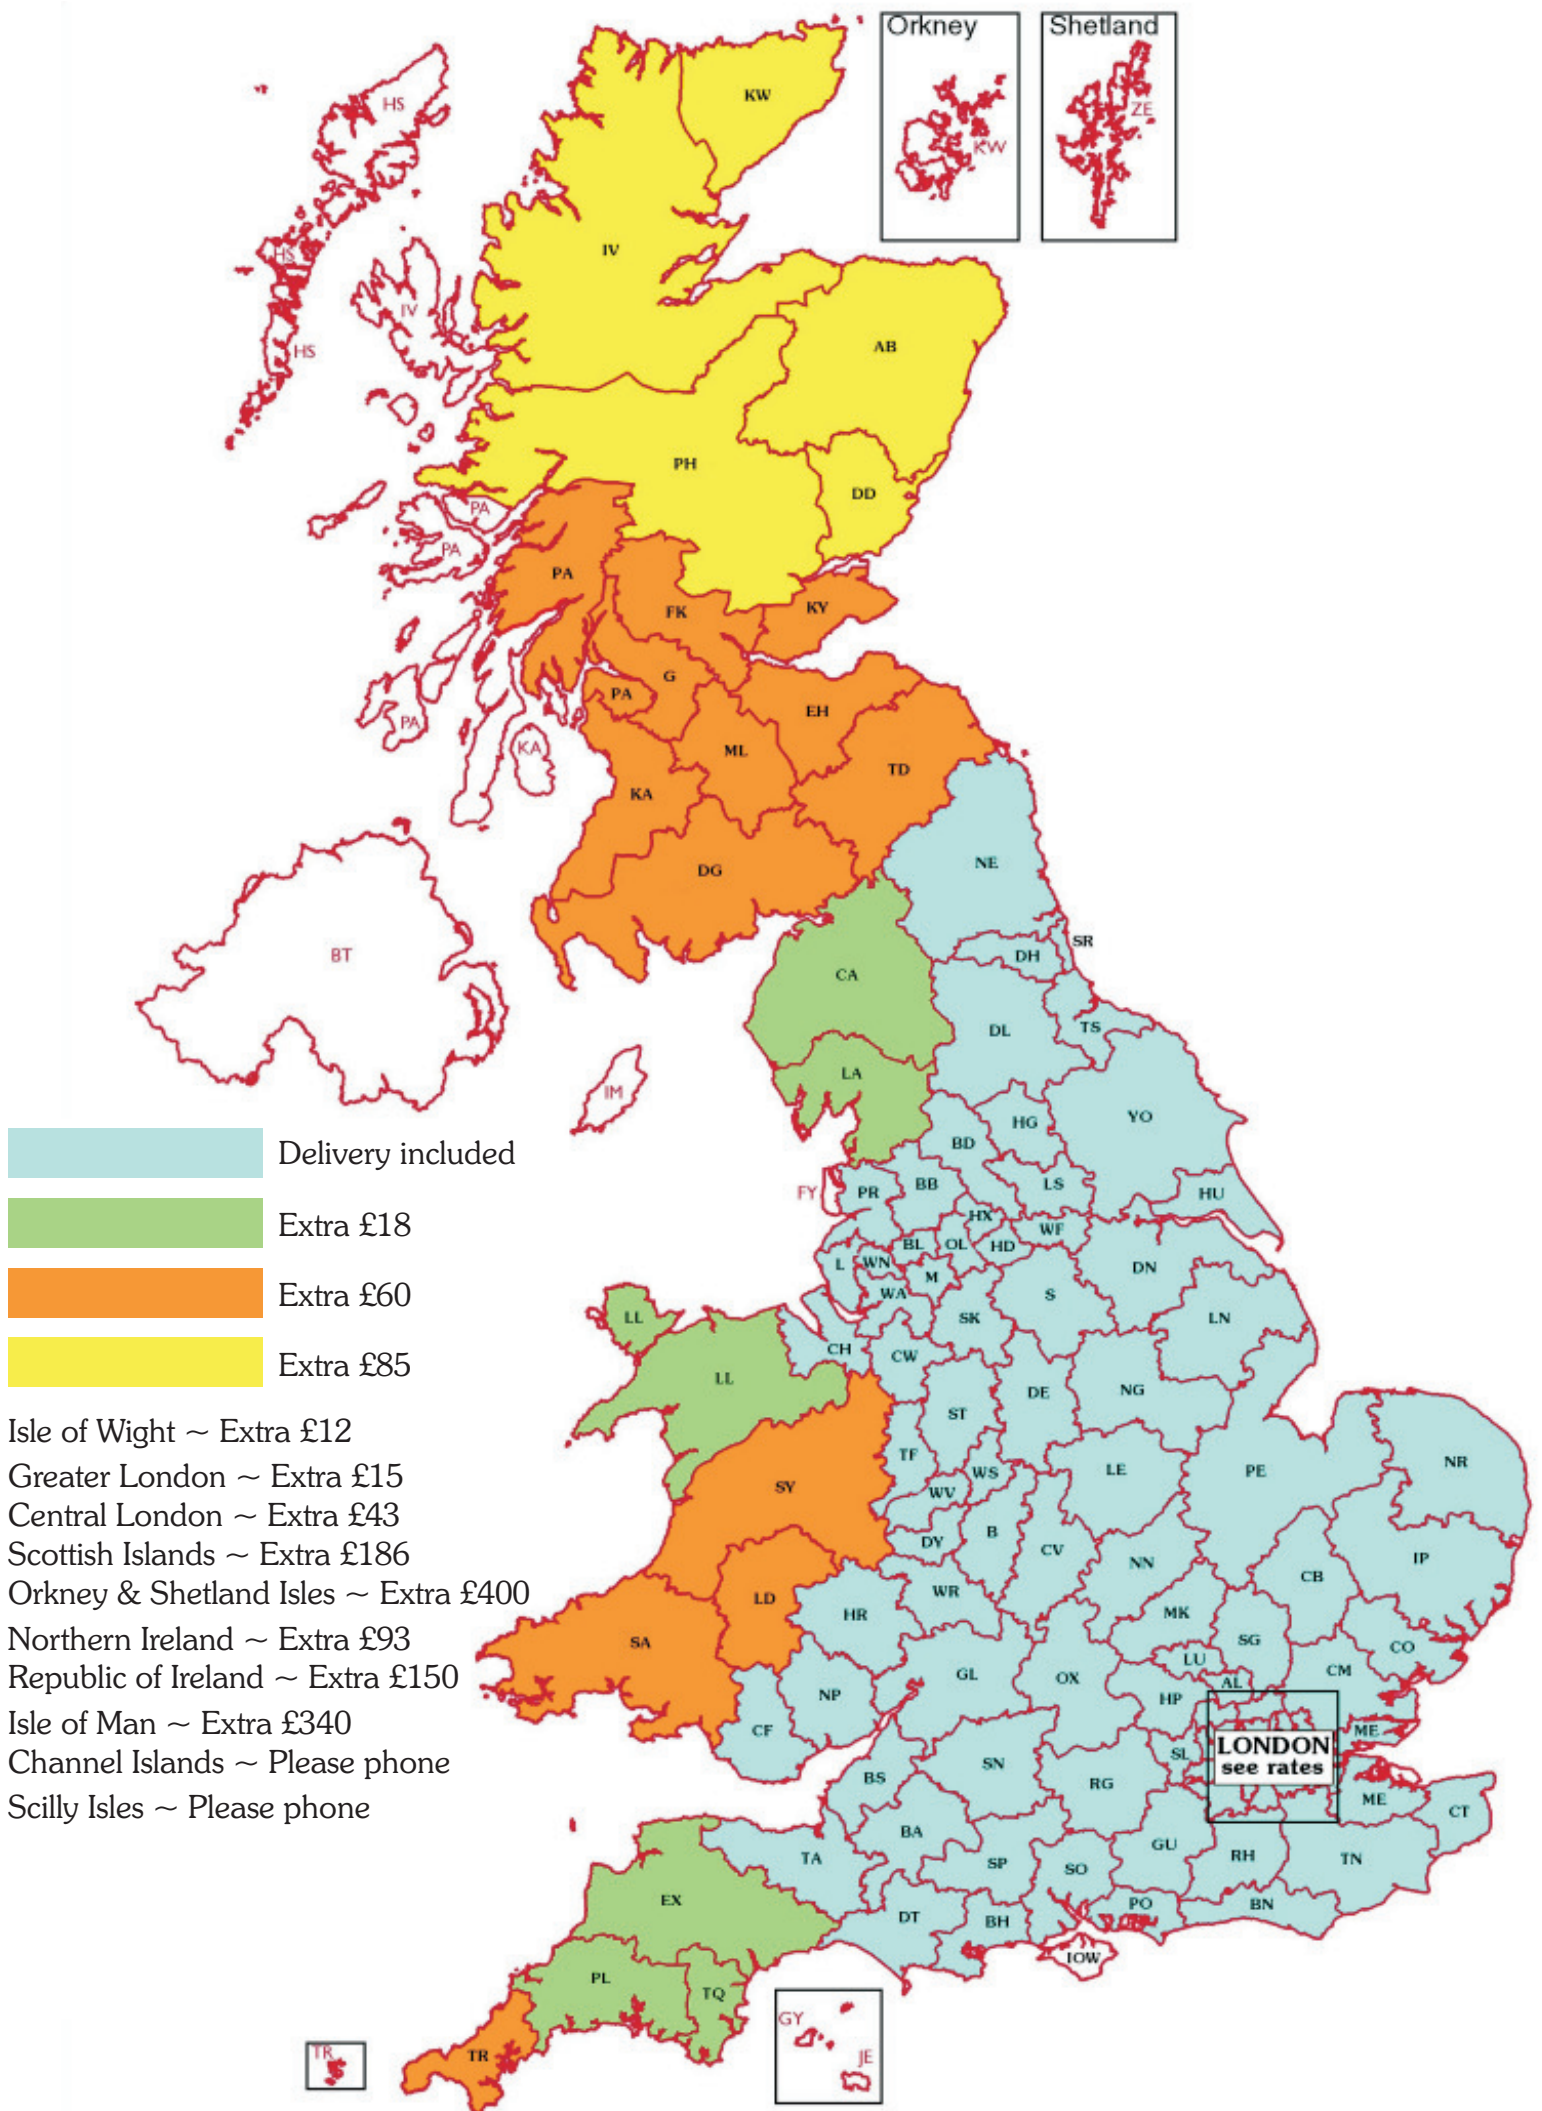 Orkney
Shetland
KW
HS
ZE
KW
HS
IV
IV
HS
AB
PH
DD
PA
PA
PA
FK
KY
G
PA
EH
PA
KA
ML
TD
KA
NE
DG
SR
BT
DH
CA
DL
TS
LA
IM
YO
HG
BD
Delivery included
LS
BB
PR
FY
HU
HX
Extra £18
WF
BL
OL
HD
L
WN
DN
M
WA
S
Extra £60
LL
SK
LN
CH
CW
Extra £85
LL
DE
NG
ST
Isle of Wight ~ Extra £12
TF
NR
WS
LE
PE
Greater London ~ Extra £15
SY
WV
Central London ~ Extra £43
B
DY
CV
Scottish Islands ~ Extra £186
NN
IP
CB
Orkney & Shetland Isles ~ Extra £400
LD
WR
HR
MK
Northern Ireland ~ Extra £93
SA
SG
CO
LU
Republic of Ireland ~ Extra £150
GL
OX
CM
AL
NP
HP
Isle of Man ~ Extra £340
CF
ME
LONDON
SL
Channel Islands ~ Please phone
SN
see rates
BS
RG
ME
Scilly Isles ~ Please phone
CT
BA
GU
TA
SP
SO
RH
TN
EX
PO
BN
DT
BH
IOW
PL
TQ
GY
TR
TR
JE